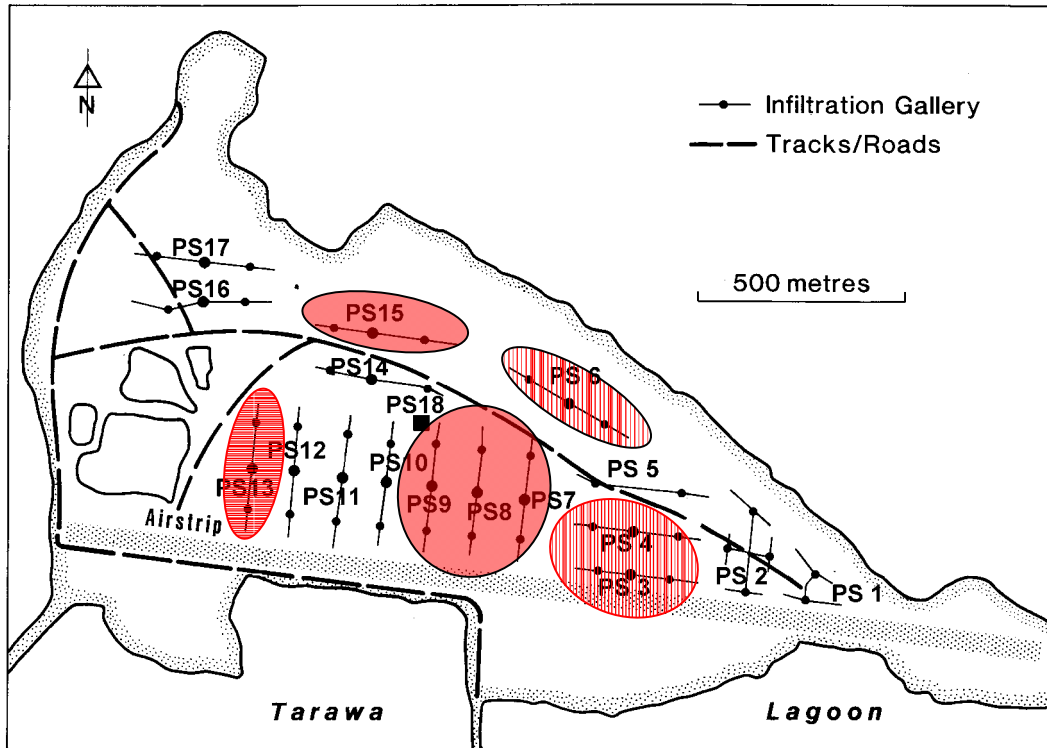 N
Infiltration Gallery
Tracks/Roads
500 metres
PS17
PS16
PS15
PS14
PS 6
PS18
PS12
PS10
PS 5
PS13
PS11
PS9
PS8
PS7
Airstrip
PS 4
PS 3
PS 2
PS 1
Tarawa
Lagoon